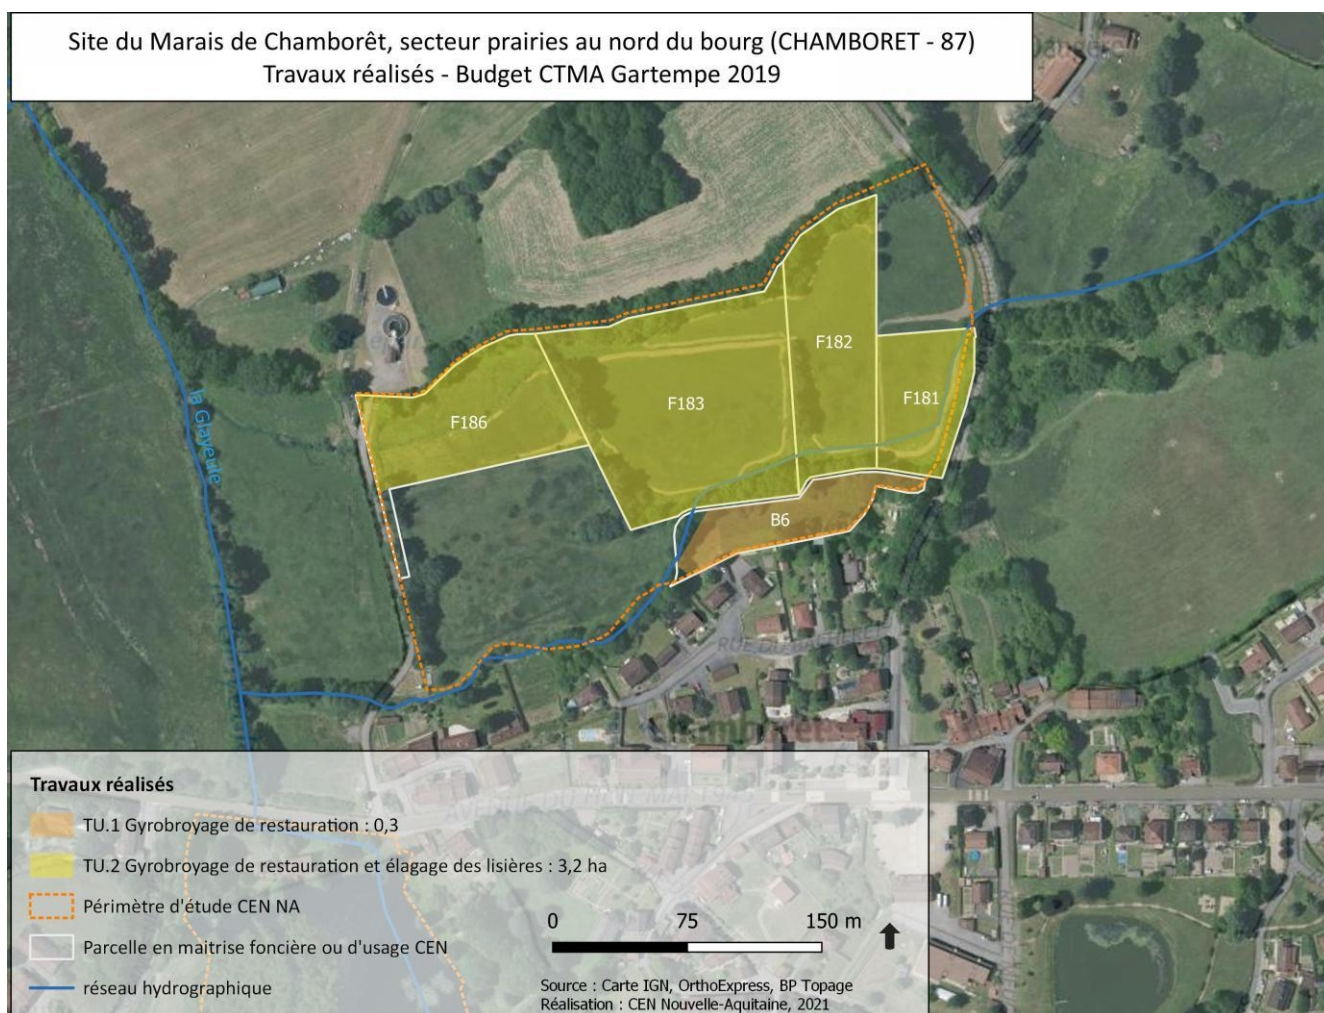 Site du Marais de Chamborêt, secteur prairies au nord du bourg (CHAMBORET - 87)
Travaux réalisés - Budget CTMA Gartempe 2019
F182
F183
F181
F186
la Glayeule
B6
Chamboret
Travaux réalisés
TU.1 Gyrobroyage de restauration : 0,3
TU.2 Gyrobroyage de restauration et élagage des lisières : 3,2 ha
Périmètre d'étude CEN NA
Parcelle en maitrise foncière ou d'usage CEN
réseau hydrographique
0 75 150 m
Source : Carte IGN, OrthoExpress, BP Topage
Réalisation : CEN Nouvelle-Aquitaine, 2021